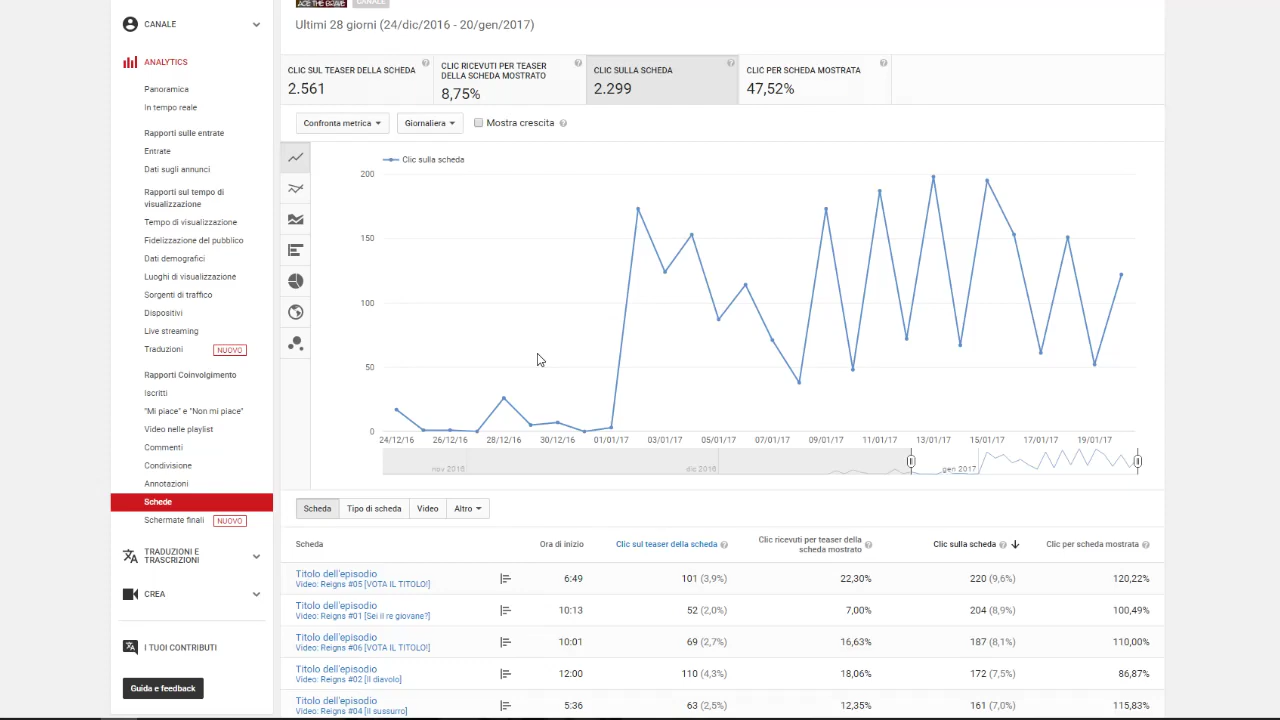 ACE THE BRAVE CANALE
Ultimi 28 giorni (24/dic/2016 - 20/gen/2017)
CANALE
ANALYTICS
Panoramica
In tempo reale
Rapporti sulle entrate
Entrate
Dati sugli annunci
Rapporti sul tempo di
visualizzazione
Tempo di visualizzazione
Fidelizzazione del pubblico
Dati demografici
Luoghi di visualizzazione
Sorgenti di traffico
Dispositivi
Live streaming
Traduzioni NUOVO
Rapporti Coinvolgimento
Iscritti
"Mi piace" e "Non mi piace"
Video nelle playlist
Commenti
Condivisione
Annotazioni
Schede
Schermate finali NUOVO
TRADUZIONI E
TRASCRIZIONI
CREA
I TUOI CONTRIBUTI
Guida e feedback
CLIC SUL TEASER DELLA SCHEDA
2.561
CLIC RICEVUTI PER TEASER
DELLA SCHEDA MOSTRATO
8,75%
CLIC SULLA SCHEDA
2.299
CLIC PER SCHEDA MOSTRATA
47,52%
Confronta metrica Giornaliera Mostra crescita
Clic sulla scheda
200
150
100
50
0
24/12/16 26/12/16 28/12/16 30/12/16 01/01/17 03/01/17 05/01/17 07/01/17 09/01/17 11/01/17 13/01/17 15/01/17 17/01/17 19/01/17
nov 2016 dic 2016 gen 2017
Scheda Tipo di scheda Video Altro
Scheda Ora di inizio Clic sul teaser della scheda Clic ricevuti per teaser della scheda mostrato Clic sulla scheda Clic per scheda mostrata
Titolo dell'episodio
Video: Reigns #05 [VOTA IL TITOLO!] 6:49 101 (3,9%) 22,30% 220 (9,6%) 120,22%
Titolo dell'episodio
Video: Reigns #01 [Sei il re giovane?] 10:13 52 (2,0%) 7,00% 204 (8,9%) 100,49%
Titolo dell'episodio
Video: Reigns #06 [VOTA IL TITOLO!] 10:01 69 (2,7%) 16,63% 187 (8,1%) 110,00%
Titolo dell'episodio
Video: Reigns #02 [Il diavolo] 12:00 110 (4,3%) 172 (7,5%) 86,87%
Titolo dell'episodio
Video: Reigns #04 [Il sussurro] 5:36 63 (2,5%) 12,35% 161 (7,0%) 115,83%